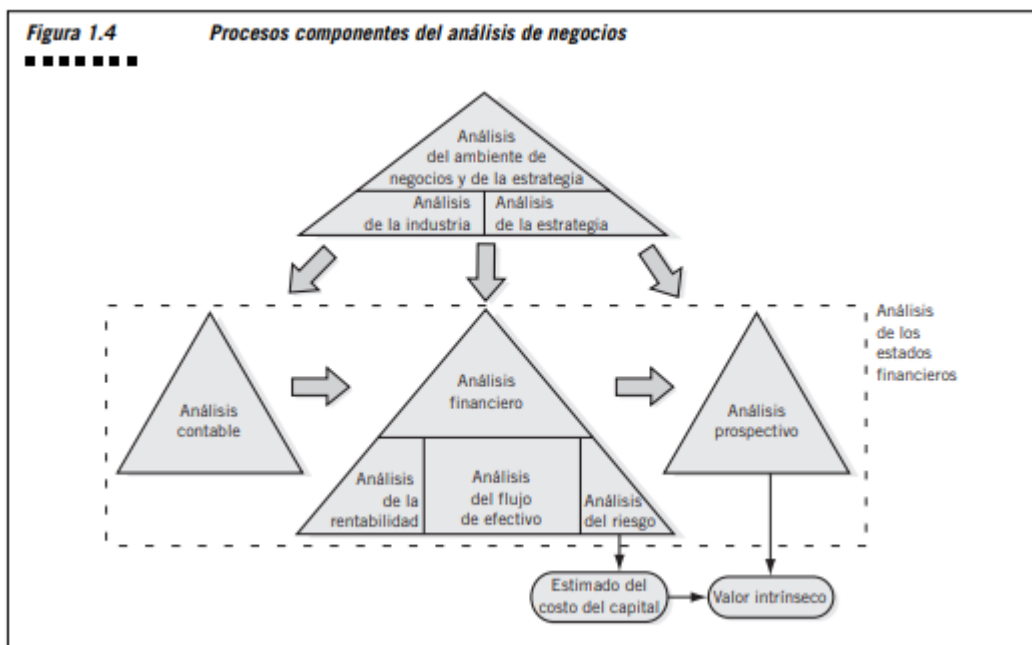 Figura 1.4 Procesos componentes del análisis de negocios
Análisis
del ambiente de
negocios y de la estrategia
Análisis
de la industria
Análisis
de la estrategia
Análisis
de los
estados
financieros
Análisis
contable
Análisis
financiero
Análisis
prospectivo
Análisis
de la
rentabilidad
Análisis
del flujo
de efectivo
Análisis
del riesgo
Estimado del
costo del capital
Valor intrínseco